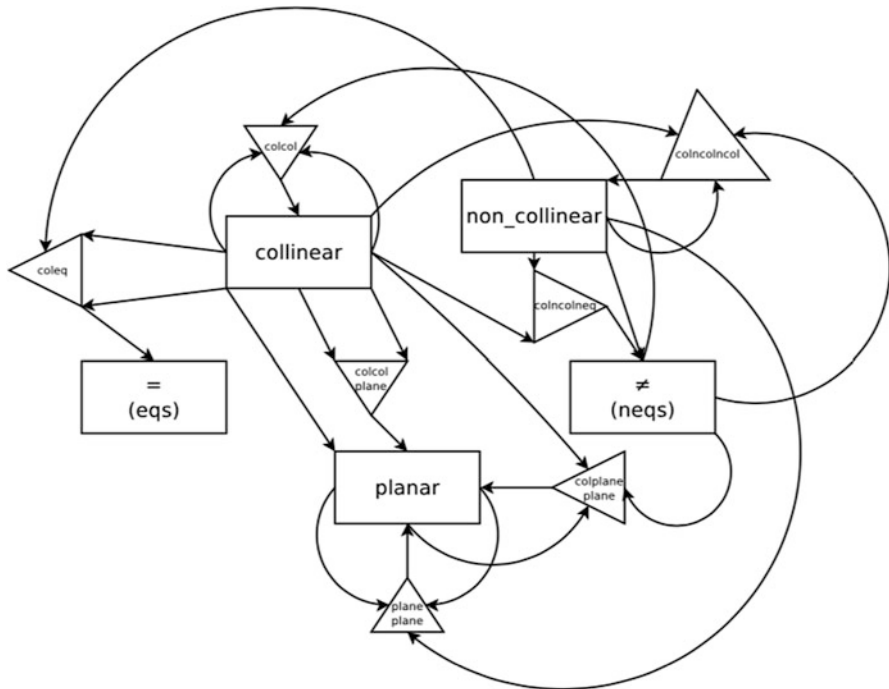 colcol
colncolncol
non_collinear
collinear
coleq
colncolneq
colcol
plane
=
(eqs)
≠
(neqs)
planar
colplane
plane
plane
plane